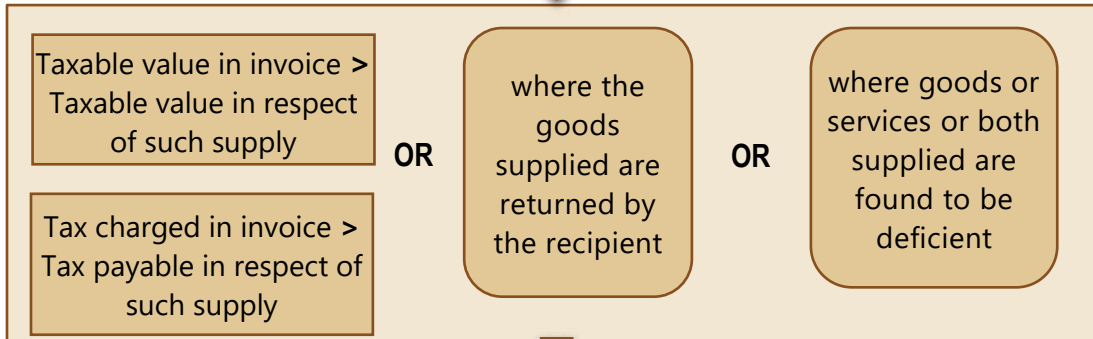 Taxable value in invoice >
Taxable value in respect
of such supply
Tax charged in invoice >
Tax payable in respect of
such supply
OR
where the
goods
supplied are
returned by
the recipient
OR
where goods or
services or both
supplied are
found to be
deficient